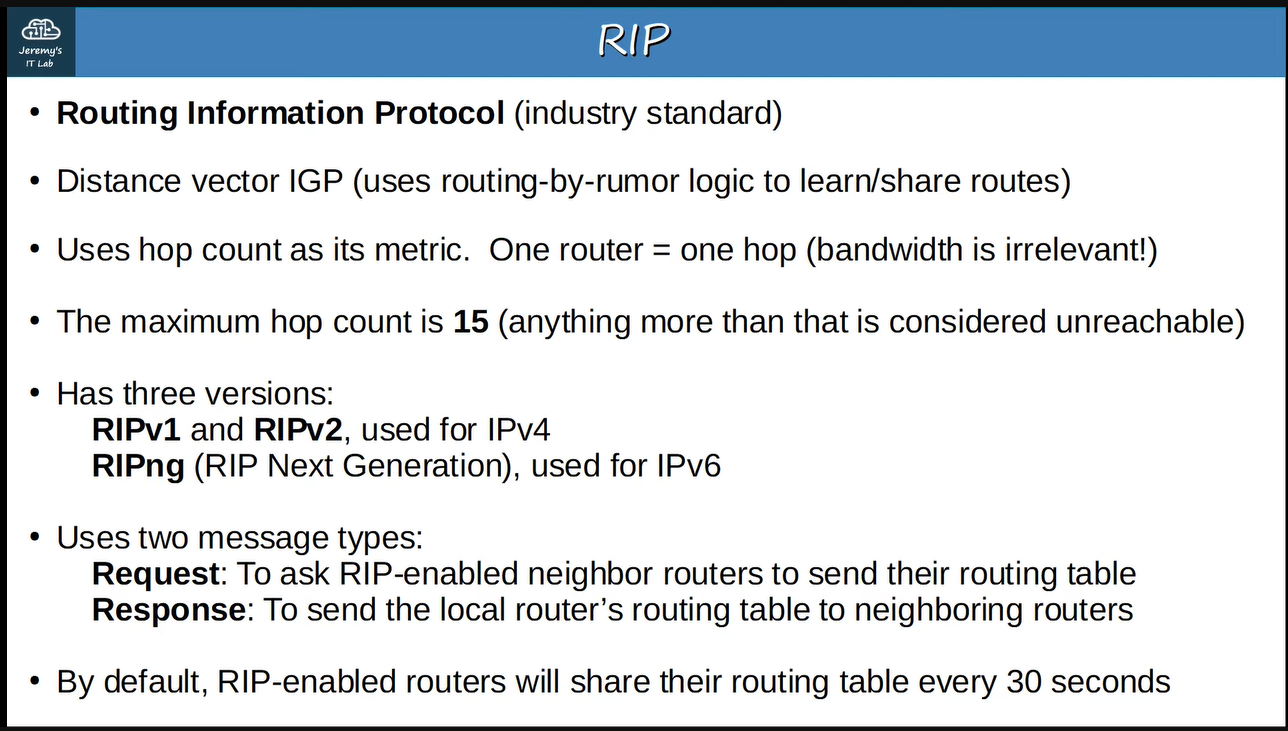 Jeremy's
IT Lab
RIP
• Routing Information Protocol (industry standard)
• Distance vector IGP (uses routing-by-rumor logic to learn/share routes)
• Uses hop count as its metric.  One router = one hop (bandwidth is irrelevant!)
• The maximum hop count is 15 (anything more than that is considered unreachable)
• Has three versions:
RIPv1 and RIPv2, used for IPv4
RIPng (RIP Next Generation), used for IPv6
• Uses two message types:
Request: To ask RIP-enabled neighbor routers to send their routing table
Response: To send the local router’s routing table to neighboring routers
• By default, RIP-enabled routers will share their routing table every 30 seconds